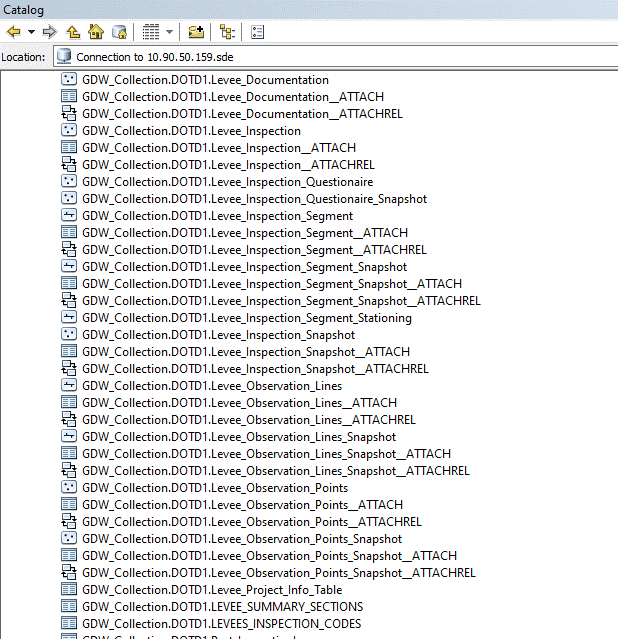 Catalog
Location: Connection to 10.90.50.159.sde
GDW_Collection.DOTD1.Levee_Documentation
GDW_Collection.DOTD1.Levee_Documentation__ATTACH
GDW_Collection.DOTD1.Levee_Documentation__ATTACHREL
GDW_Collection.DOTD1.Levee_Inspection
GDW_Collection.DOTD1.Levee_Inspection__ATTACH
GDW_Collection.DOTD1.Levee_Inspection__ATTACHREL
GDW_Collection.DOTD1.Levee_Inspection_Questionaire
GDW_Collection.DOTD1.Levee_Inspection_Questionaire_Snapshot
GDW_Collection.DOTD1.Levee_Inspection_Segment
GDW_Collection.DOTD1.Levee_Inspection_Segment__ATTACH
GDW_Collection.DOTD1.Levee_Inspection_Segment__ATTACHREL
GDW_Collection.DOTD1.Levee_Inspection_Segment_Snapshot
GDW_Collection.DOTD1.Levee_Inspection_Segment_Snapshot__ATTACH
GDW_Collection.DOTD1.Levee_Inspection_Segment_Snapshot__ATTACHREL
GDW_Collection.DOTD1.Levee_Inspection_Segment_Stationing
GDW_Collection.DOTD1.Levee_Inspection_Snapshot
GDW_Collection.DOTD1.Levee_Inspection_Snapshot__ATTACH
GDW_Collection.DOTD1.Levee_Inspection_Snapshot__ATTACHREL
GDW_Collection.DOTD1.Levee_Observation_Lines
GDW_Collection.DOTD1.Levee_Observation_Lines__ATTACH
GDW_Collection.DOTD1.Levee_Observation_Lines__ATTACHREL
GDW_Collection.DOTD1.Levee_Observation_Lines_Snapshot
GDW_Collection.DOTD1.Levee_Observation_Lines_Snapshot__ATTACH
GDW_Collection.DOTD1.Levee_Observation_Lines_Snapshot__ATTACHREL
GDW_Collection.DOTD1.Levee_Observation_Points
GDW_Collection.DOTD1.Levee_Observation_Points__ATTACH
GDW_Collection.DOTD1.Levee_Observation_Points__ATTACHREL
GDW_Collection.DOTD1.Levee_Observation_Points_Snapshot
GDW_Collection.DOTD1.Levee_Observation_Points_Snapshot__ATTACH
GDW_Collection.DOTD1.Levee_Observation_Points_Snapshot__ATTACHREL
GDW_Collection.DOTD1.Levee_Project_Info_Table
GDW_Collection.DOTD1.LEVEE_SUMMARY_SECTIONS
GDW_Collection.DOTD1.LEVEES_INSPECTION_CODES